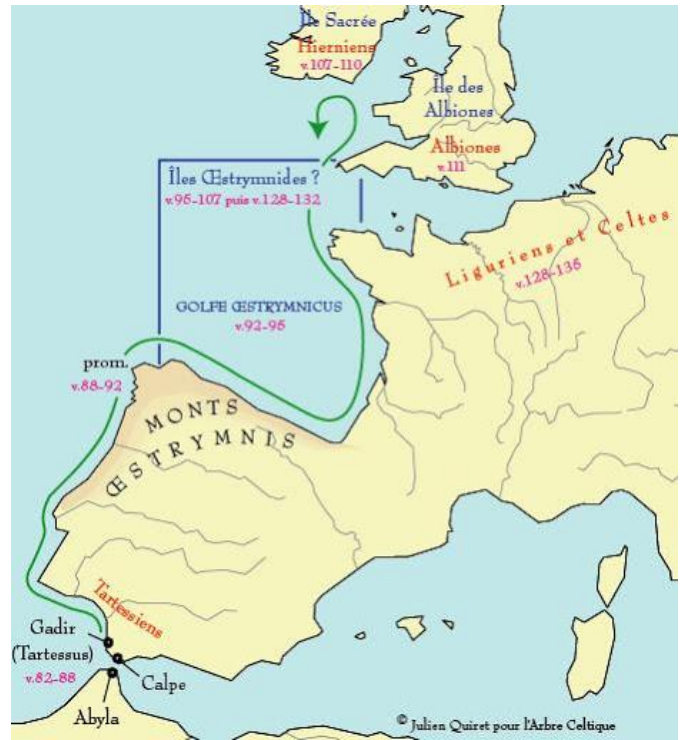 Île Sacrée
Hierniens
v.107-110
Île des
Albiones
Albiones
v.111
Îles Œstrymnides ?
v.95-107 puis v.128-132
Liguriens et Celtes
v.128-135
GOLFE ŒSTRYMNICUS
v.92-95
prom.
v.88-92
MONTS
ŒSTRYMNIS
Tartessiens
Gadir
(Tartessus)
v.82-88
Calpe
Abyla
© Julien Quiret pour l'Arbre Celtique